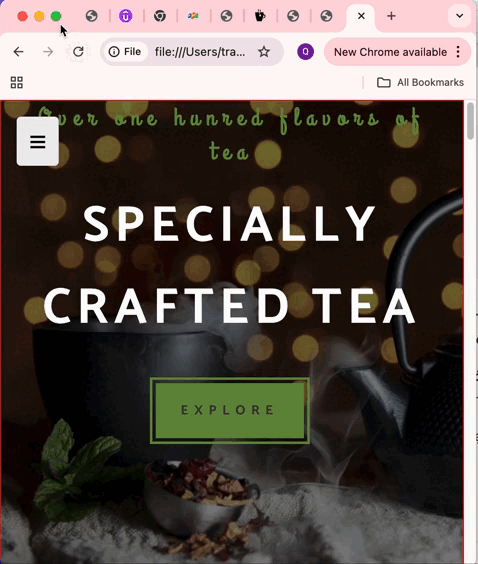 File
file:///Users/tra...
New Chrome available
All Bookmarks
Over one hunred flavors of
tea
SPECIALLY
CRAFTED TEA
EXPLORE